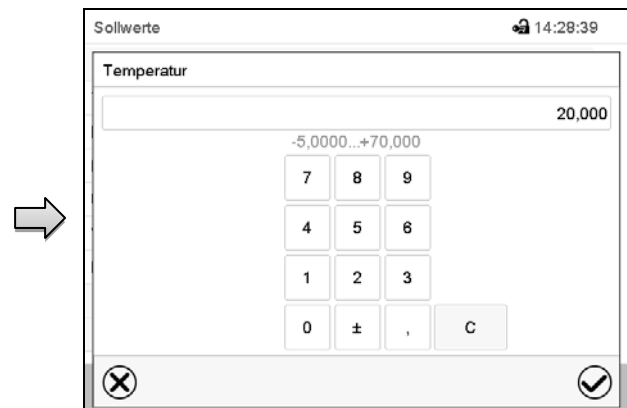 Sollwerte 14:28:39
Temperatur
20,000
-5,0000...+70,000
7 8 9
4 5 6
1 2 3
0 ± , C